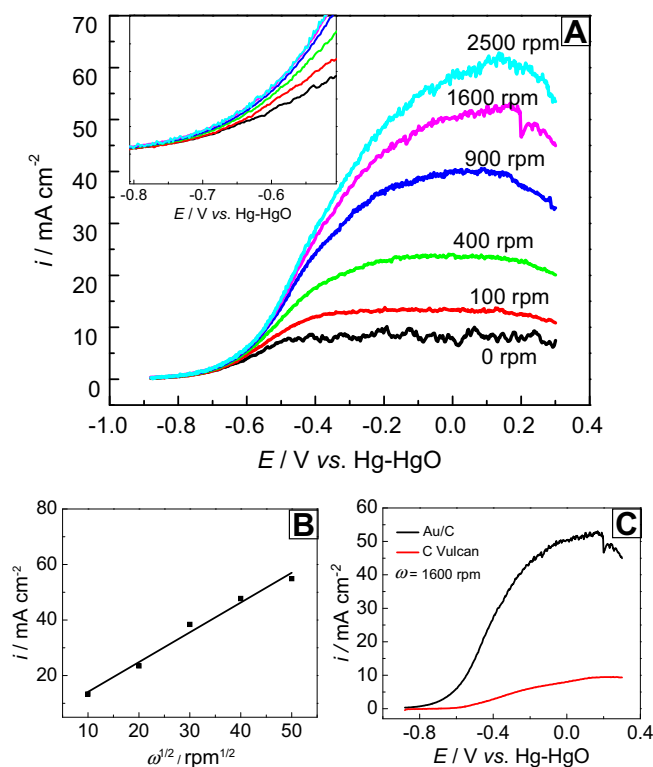 A
70
60
50
40
30
20
10
0
i / mA cm-2
-1.0 -0.8 -0.6 -0.4 -0.2 0.0 0.2 0.4
E / V vs. Hg-HgO
2500 rpm
1600 rpm
900 rpm
400 rpm
100 rpm
0 rpm
-0.8 -0.7 -0.6
E / V vs. Hg-HgO
B
80
60
40
20
i / mA cm-2
10 20 30 40 50
ω1/2 / rpm1/2
C
60
50
40
30
20
10
0
i / mA cm-2
Au/C
C Vulcan
ω = 1600 rpm
-0.8 -0.4 0.0 0.4
E / V vs. Hg-HgO